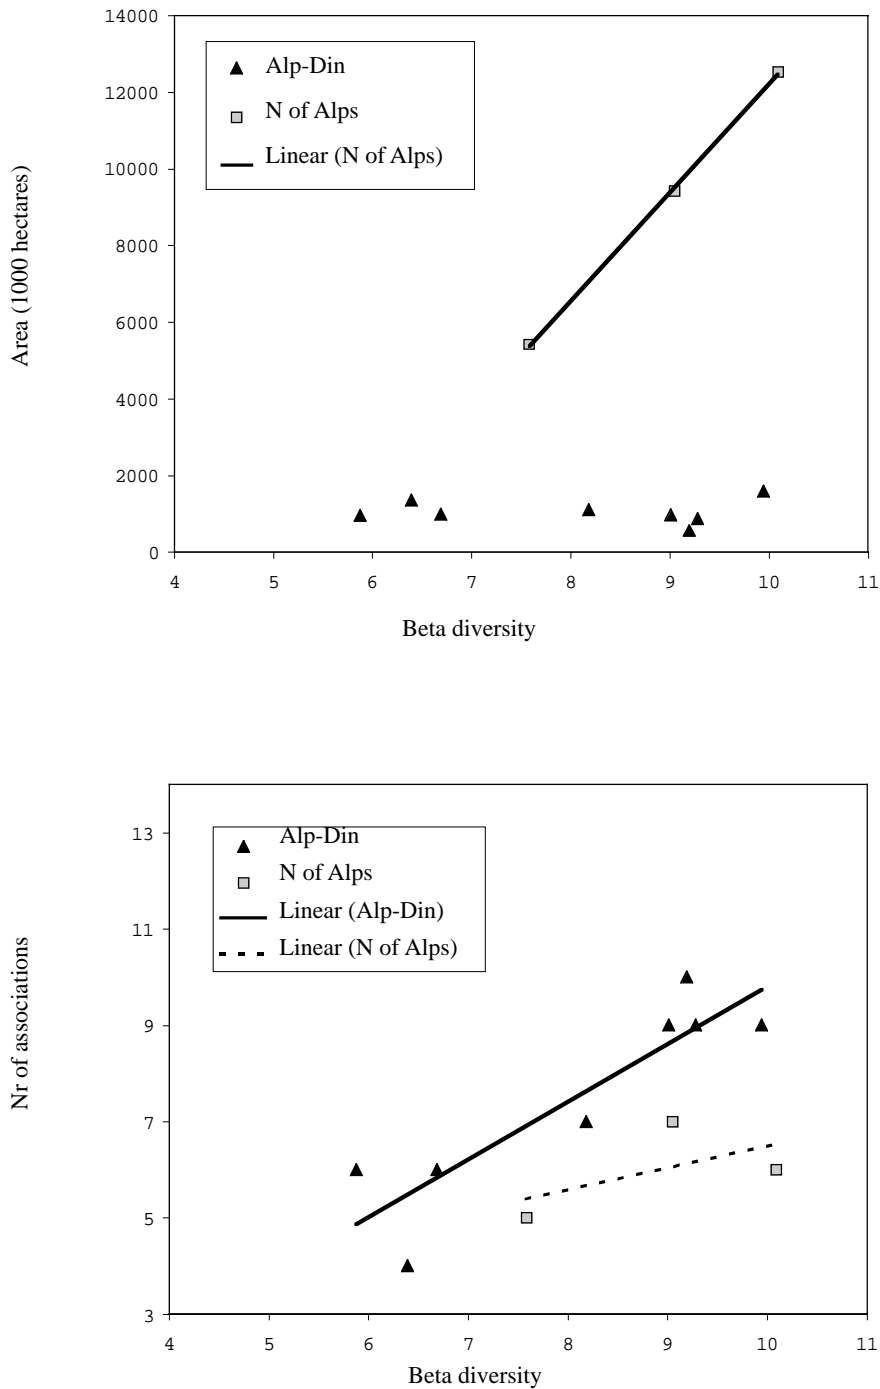 14000
12000
10000
8000
6000
4000
2000
0
Area (1000 hectares)
Alp-Din
N of Alps
Linear (N of Alps)
4 5 6 7 8 9 10 11
Beta diversity
13
11
9
7
5
3
Nr of associations
Alp-Din
N of Alps
Linear (Alp-Din)
Linear (N of Alps)
4 5 6 7 8 9 10 11
Beta diversity